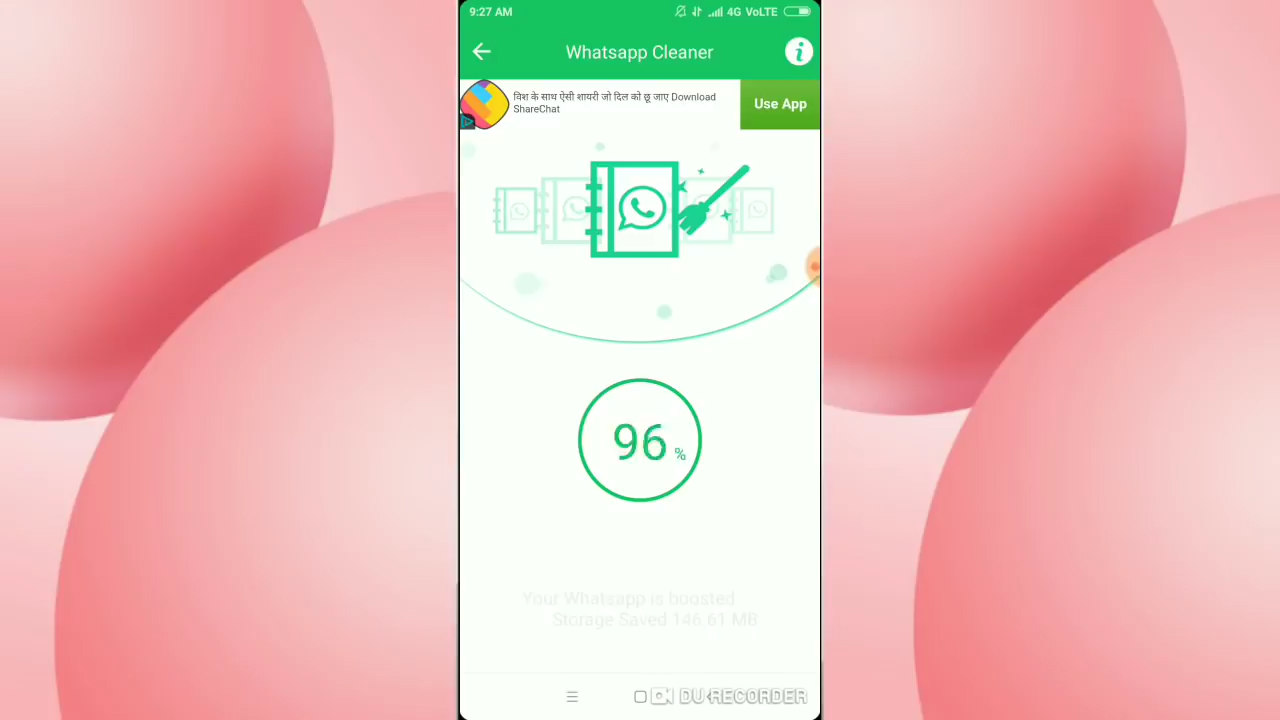 9:27 AM
4G VoLTE
Whatsapp Cleaner
विश के साथ ऐसी शायरी जो दिल को छू जाए Download
ShareChat
Use App
96 %
Your Whatsapp is boosted
Storage Saved 146.61 MB
DU RECORDER